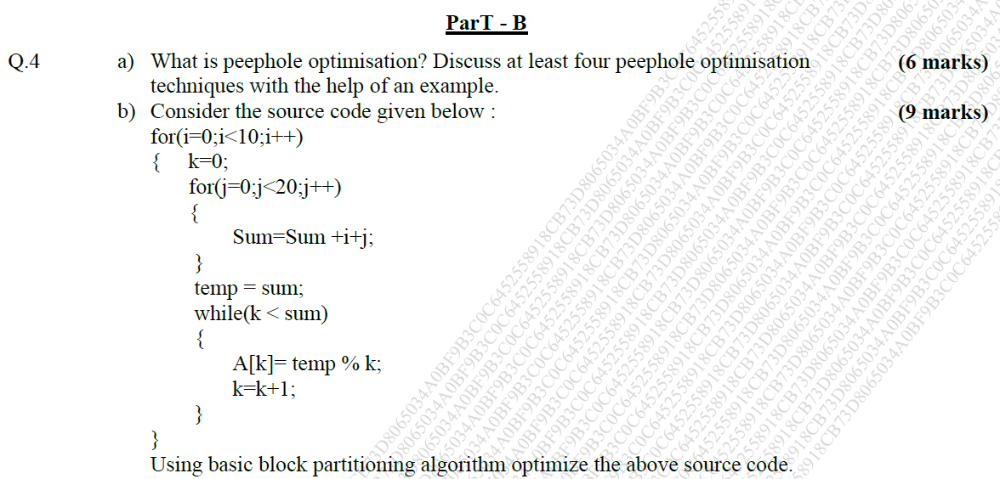 ParT - B
Q.4 a) What is peephole optimisation? Discuss at least four peephole optimisation (6 marks)
techniques with the help of an example.
b) Consider the source code given below : (9 marks)
for(i=0;i<10;i++)
{ k=0;
for(j=0;j<20;j++)
{
Sum=Sum +i+j;
}
temp = sum;
while(k < sum)
{
A[k]= temp % k;
k=k+1;
}
}
Using basic block partitioning algorithm optimize the above source code.